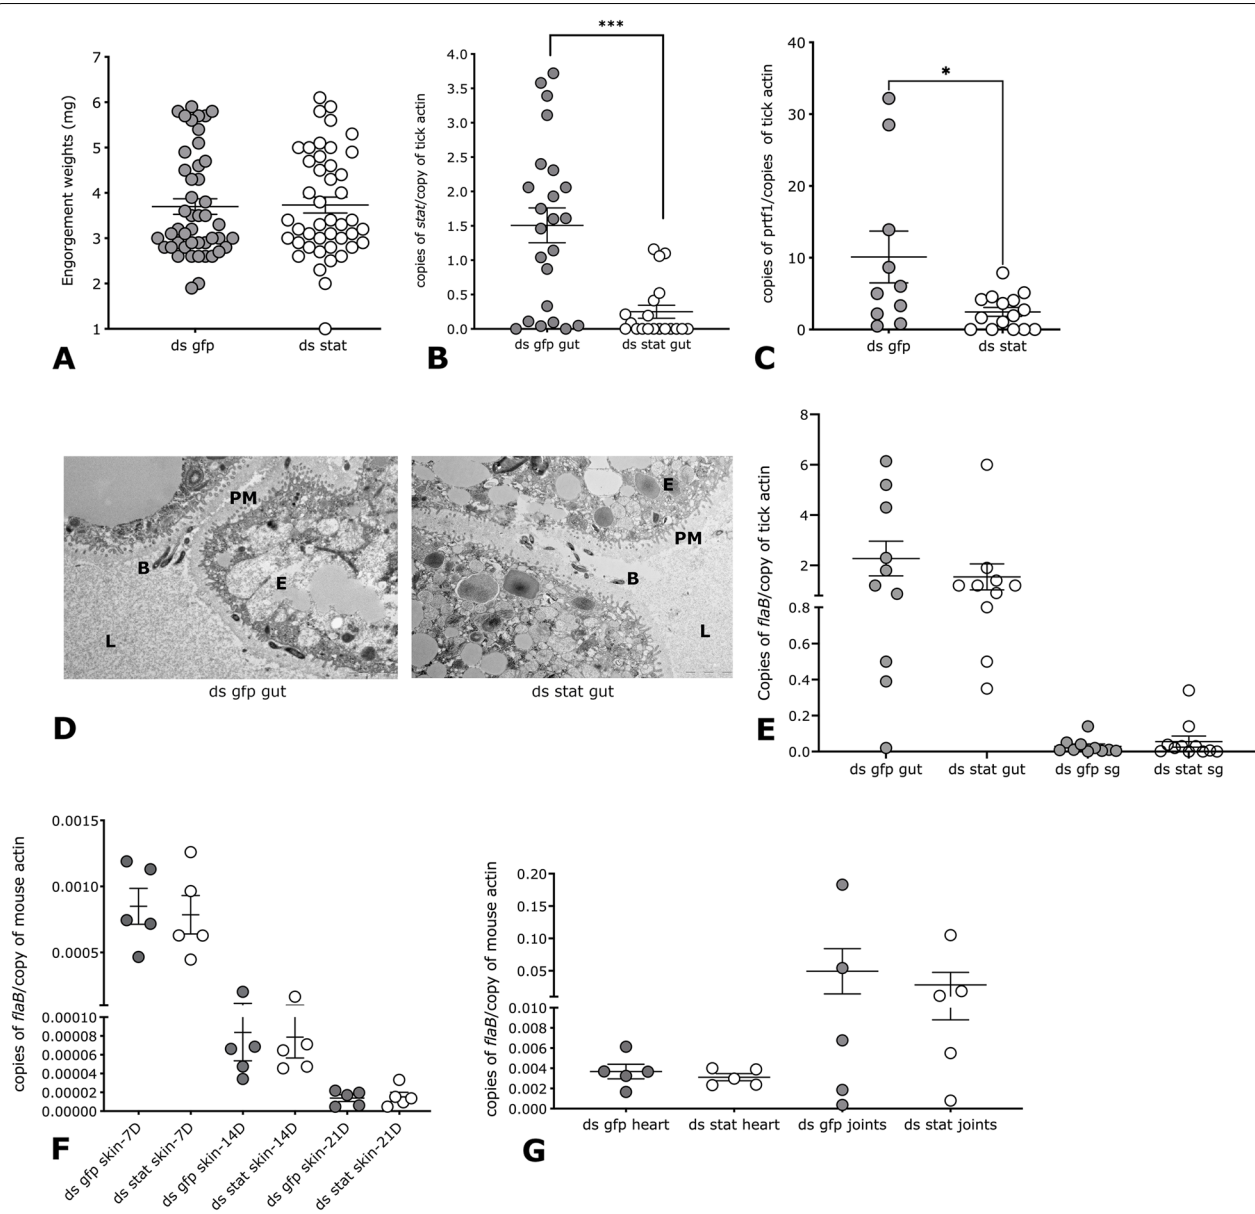 Engorgement weights (mg)
7
6
5
4
3
2
1
ds gfp
ds stat
A
***
copies of stat/copy of tick actin
4.0
3.5
3.0
2.5
2.0
1.5
1.0
0.5
0.0
ds gfp gut
ds stat gut
B
*
copies of prtf1/copies of tick actin
40
30
20
10
0
ds gfp
ds stat
C
PM
B
E
L
ds gfp gut
E
PM
B
L
ds stat gut
D
Copies of flaB/copy of tick actin
8
6
4
2
0.8
0.6
0.4
0.2
0.0
ds gfp gut
ds stat gut
ds gfp sg
ds stat sg
E
copies of flaB/copy of mouse actin
0.0015
0.0010
0.0005
0.00010
0.00008
0.00006
0.00004
0.00002
0.00000
ds gfp skin-7D
ds stat skin-7D
ds gfp skin-14D
ds stat skin-14D
ds gfp skin-21D
ds stat skin-21D
F
copies of flaB/copy of mouse actin
0.20
0.15
0.10
0.05
0.010
0.008
0.006
0.004
0.002
0.000
ds gfp heart
ds stat heart
ds gfp joints
ds stat joints
G